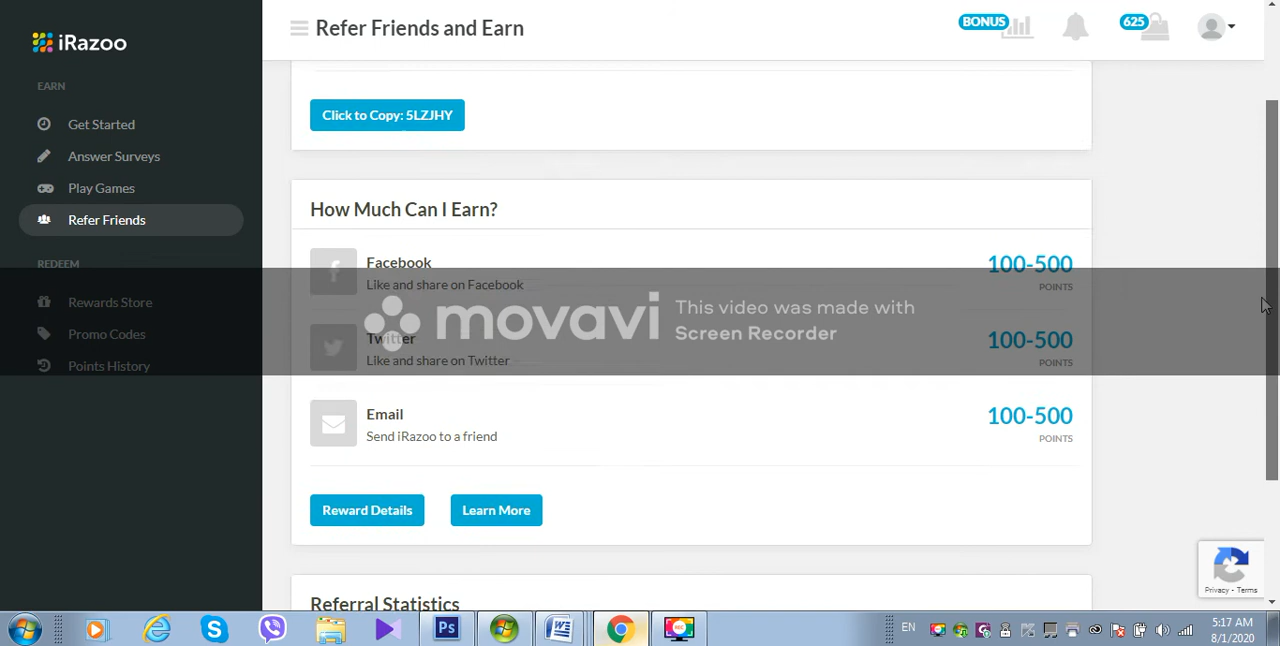 iRazoo
Refer Friends and Earn
BONUS
625
EARN
Get Started
Answer Surveys
Play Games
Refer Friends
REDEEM
Rewards Store
Promo Codes
Points History
Click to Copy: 5LZJHY
How Much Can I Earn?
Facebook
Like and share on Facebook
100-500
POINTS
movavi
This video was made with
Screen Recorder
Twitter
Like and share on Twitter
100-500
POINTS
Email
Send iRazoo to a friend
100-500
POINTS
Reward Details
Learn More
Privacy - Terms
Referral Statistics
Ps
REC
EN
5:17 AM
8/1/2020